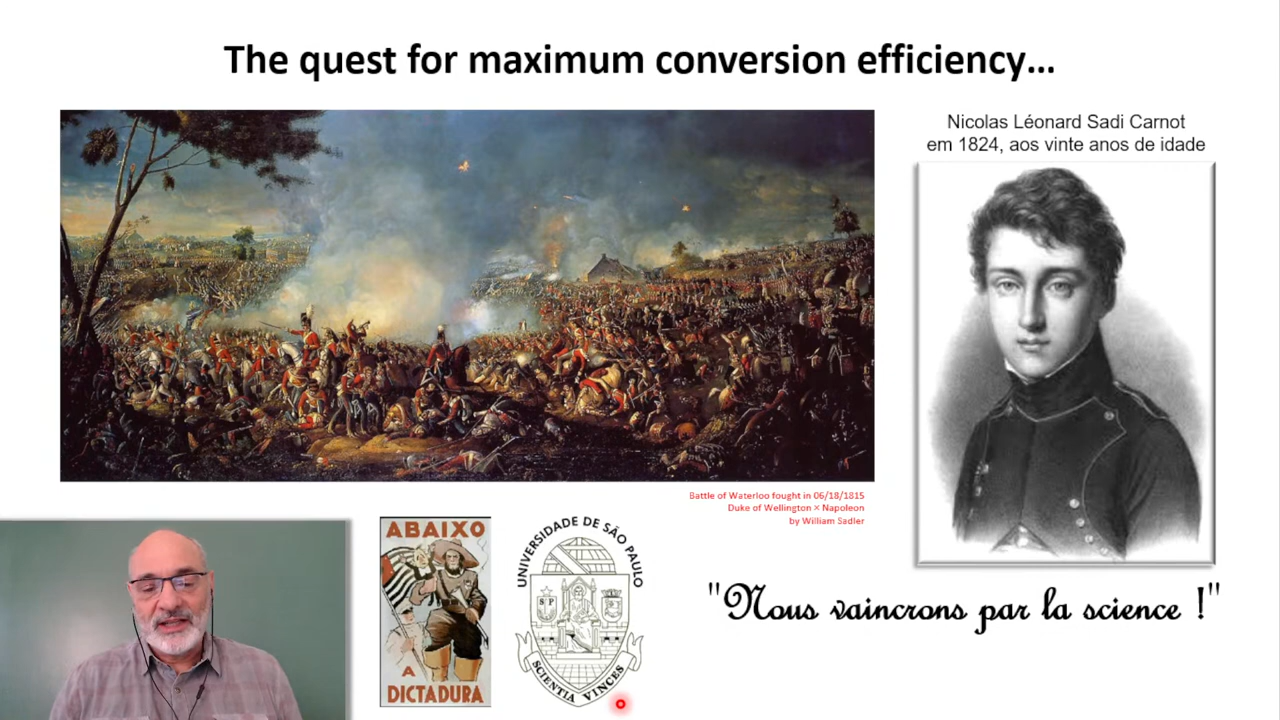 The quest for maximum conversion efficiency...
Nicolas Léonard Sadi Carnot
em 1824, aos vinte anos de idade
Battle of Waterloo fought in 06/18/1815
Duke of Wellington × Napoleon
by William Sadler
ABAIXO
A
DICTADURA
UNIVERSIDADE DE SÃO PAULO
S P
SCIENTIA VINCES
"Nous vaincrons par la science !"